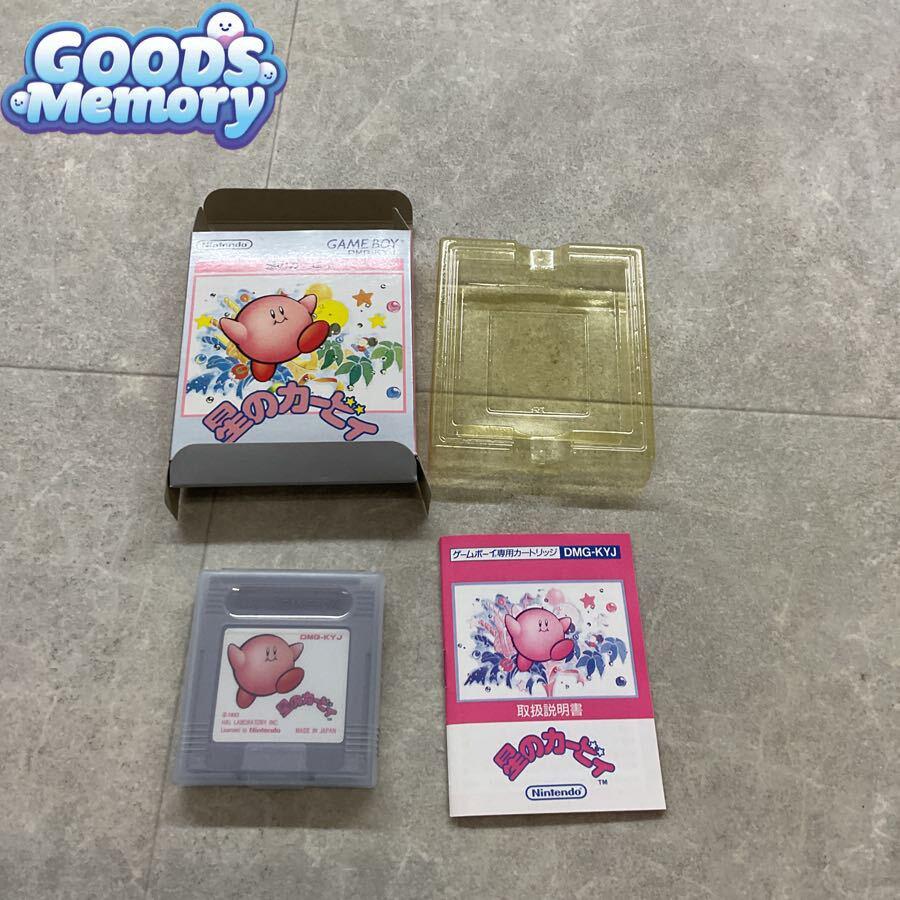 GOODS
Memory
Nintendo
GAME BOY
星のカービィ
ゲームボーイ専用カートリッジ DMG-KYJ
取扱説明書
星のカービィ
TM
Nintendo
DMG-KYJ
星のカービィ
HAL LABORATORY INC.
Licensed to Nintendo MADE IN JAPAN